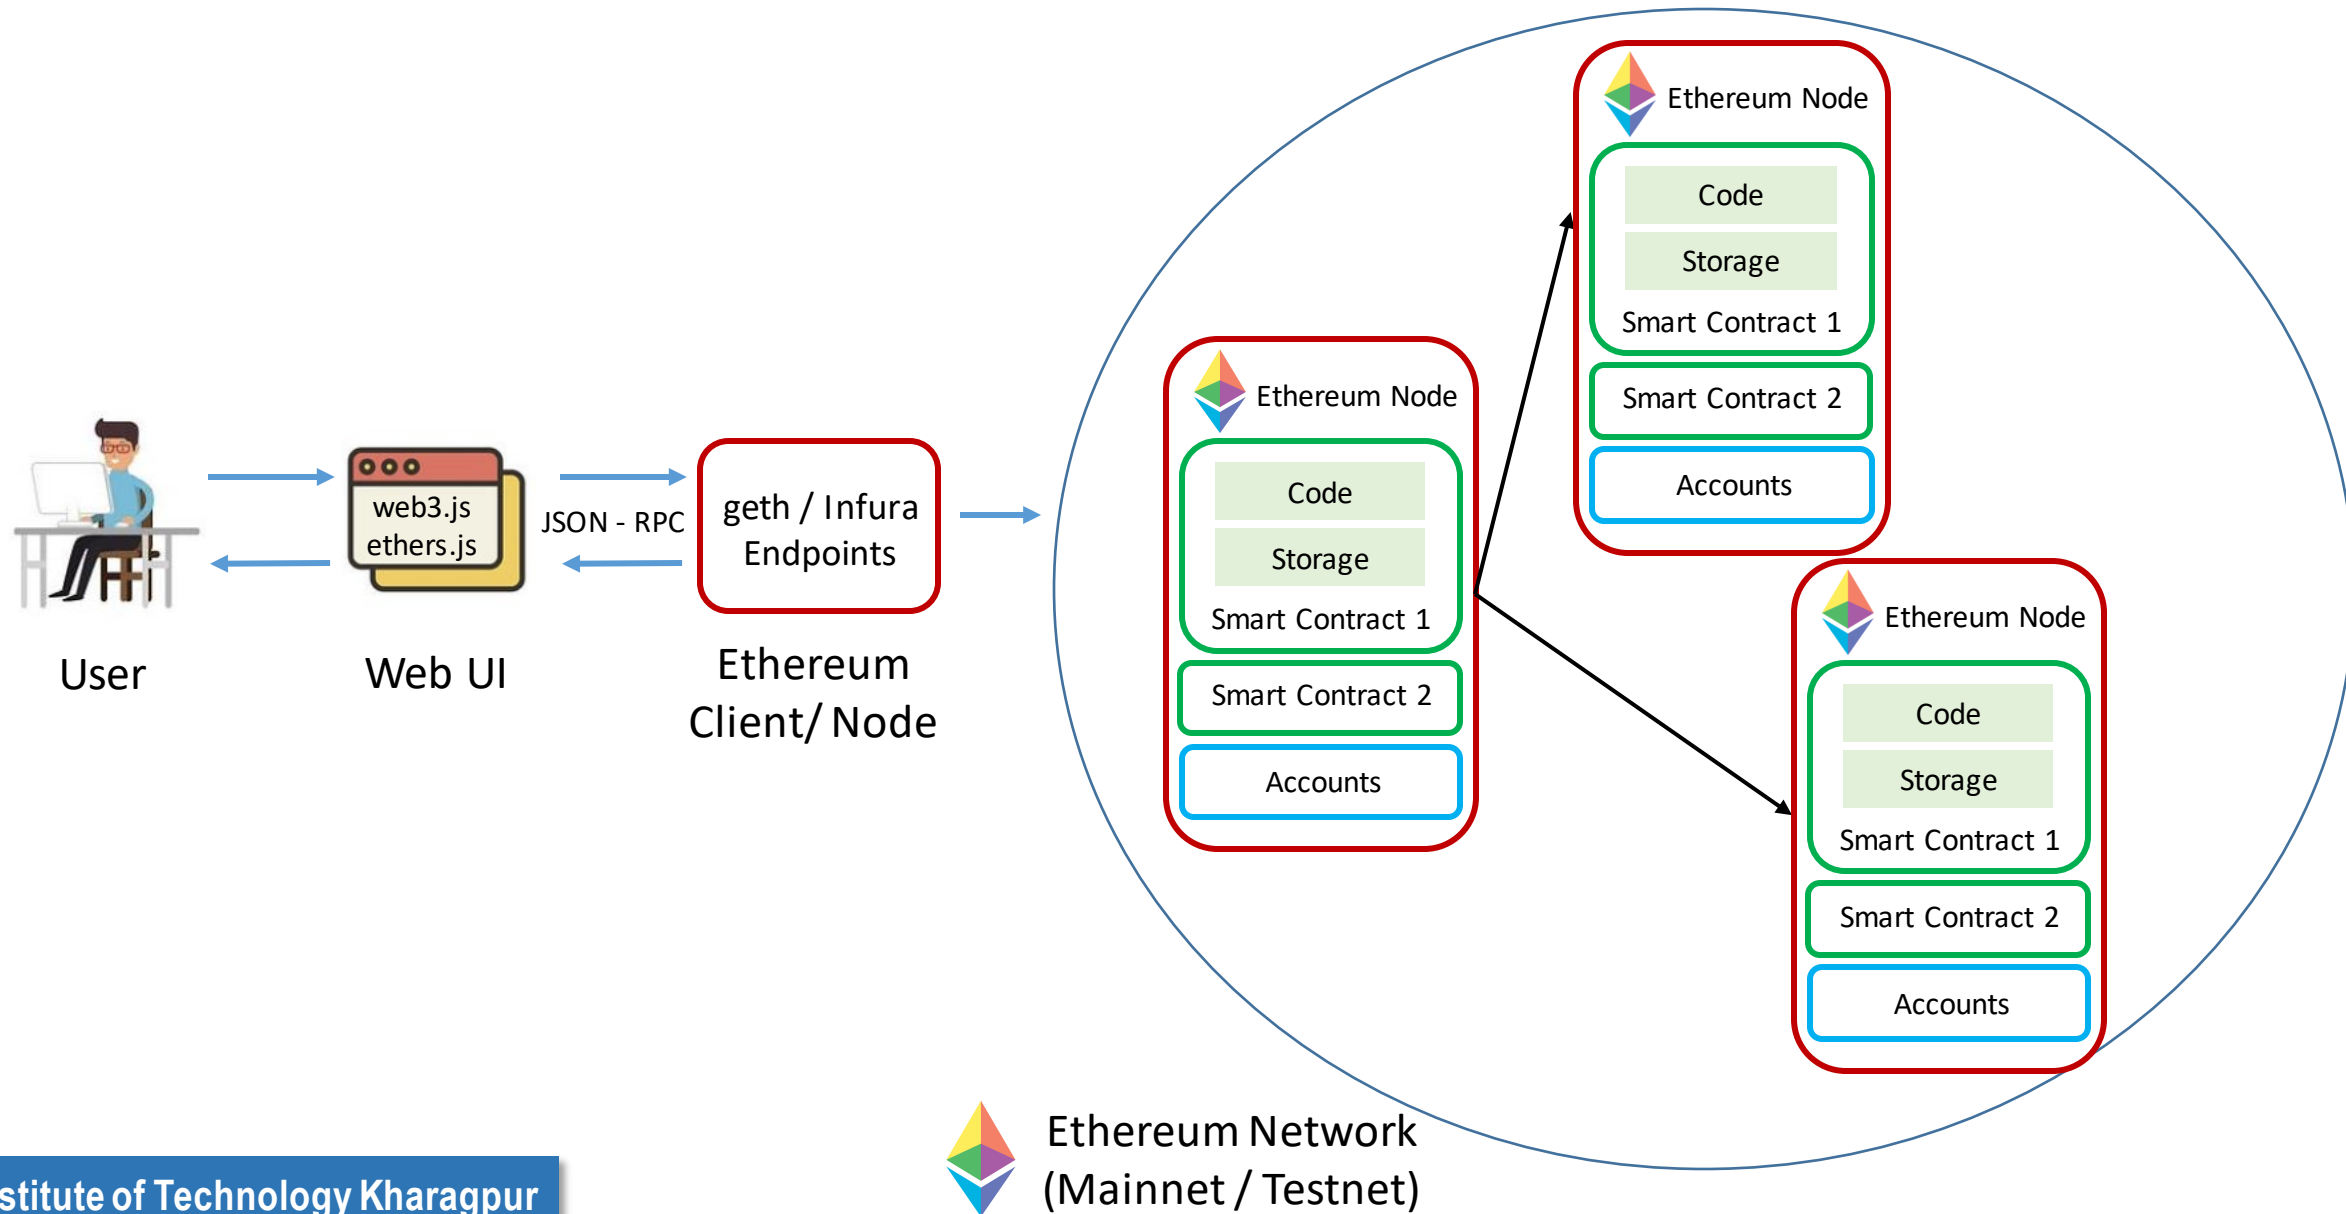 User
web3.js
ethers.js
Web UI
JSON - RPC
geth / Infura
Endpoints
Ethereum
Client/ Node
Ethereum Node
Code
Storage
Smart Contract 1
Smart Contract 2
Accounts
Ethereum Node
Code
Storage
Smart Contract 1
Smart Contract 2
Accounts
Ethereum Node
Code
Storage
Smart Contract 1
Smart Contract 2
Accounts
Ethereum Network
(Mainnet / Testnet)
stitute of Technology Kharagpur